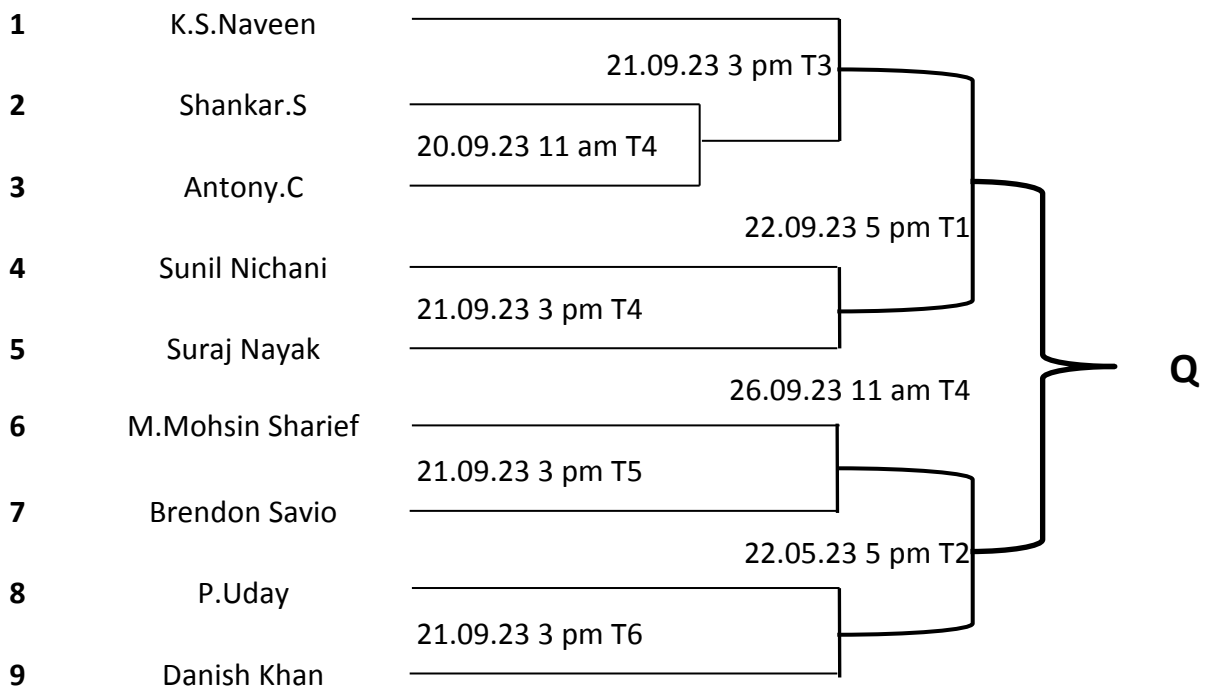 1 K.S.Naveen
21.09.23 3 pm T3
2 Shankar.S
20.09.23 11 am T4
3 Antony.C
22.09.23 5 pm T1
4 Sunil Nichani
21.09.23 3 pm T4
5 Suraj Nayak
Q
26.09.23 11 am T4
6 M.Mohsin Sharief
21.09.23 3 pm T5
7 Brendon Savio
22.05.23 5 pm T2
8 P.Uday
21.09.23 3 pm T6
9 Danish Khan